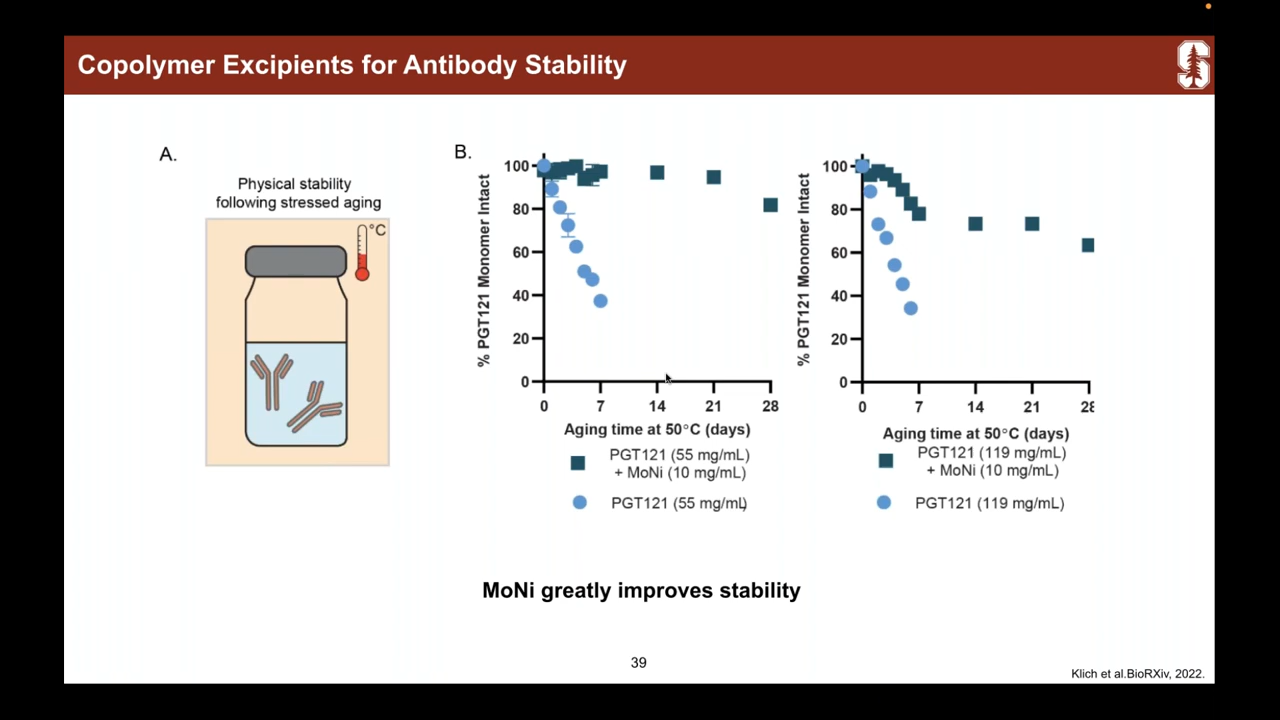 Copolymer Excipients for Antibody Stability
S
A.
Physical stability
following stressed aging
°C
B.
% PGT121 Monomer Intact
100
80
60
40
20
0
0 7 14 21 28
Aging time at 50°C (days)
PGT121 (55 mg/mL)
+ MoNi (10 mg/mL)
PGT121 (55 mg/mL)
% PGT121 Monomer Intact
100
80
60
40
20
0
0 7 14 21 28
Aging time at 50°C (days)
PGT121 (119 mg/mL)
+ MoNi (10 mg/mL)
PGT121 (119 mg/mL)
MoNi greatly improves stability
39
Klich et al.BioRXiv, 2022.